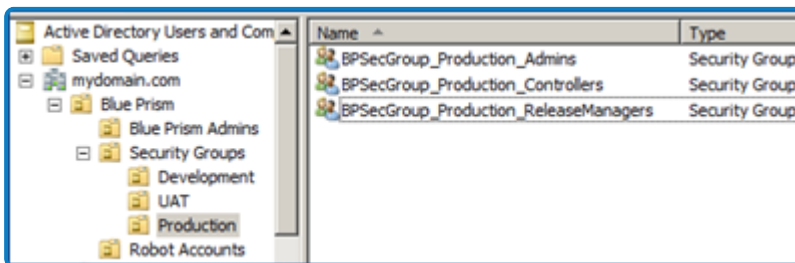 Active Directory Users and Com
Saved Queries
mydomain.com
Blue Prism
Blue Prism Admins
Security Groups
Development
UAT
Production
Robot Accounts
Name Type
BPSecGroup_Production_Admins Security Group
BPSecGroup_Production_Controllers Security Group
BPSecGroup_Production_ReleaseManagers Security Group